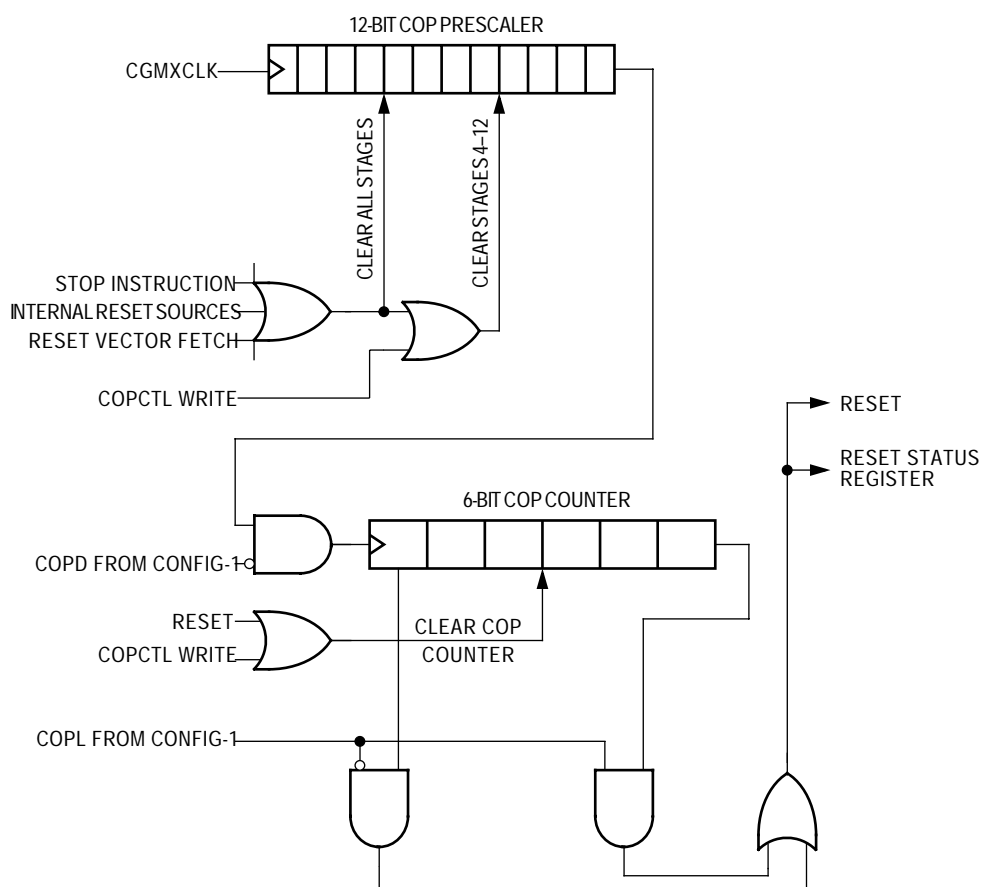 12-BIT COP PRESCALER
CGMXCLK
CLEAR ALL STAGES
CLEAR STAGES 4–12
STOP INSTRUCTION
INTERNAL RESET SOURCES
RESET VECTOR FETCH
COPCTL WRITE
RESET
RESET STATUS
REGISTER
6-BIT COP COUNTER
COPD FROM CONFIG-1
RESET
COPCTL WRITE
CLEAR COP
COUNTER
COPL FROM CONFIG-1